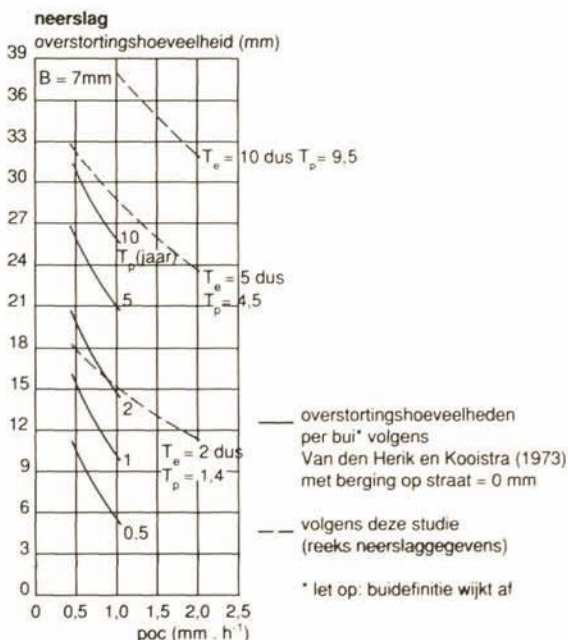 neerslag
overstortingshoeveelheid (mm)
39
36
33
30
27
24
21
18
15
12
9
6
3
0
B = 7mm
T_e = 10 dus T_p = 9,5
10
T_p(jaar)
5
T_e = 5 dus
T_p = 4,5
2
1
T_e = 2 dus
T_p = 1,4
0.5
0 0,5 1,0 1,5 2,0 2,5
poc (mm . h⁻¹)
overstortingshoeveelheden
per bui* volgens
Van den Herik en Kooistra (1973)
met berging op straat = 0 mm
volgens deze studie
(reeks neerslaggegevens)
* let op: buidefinitie wijkt af